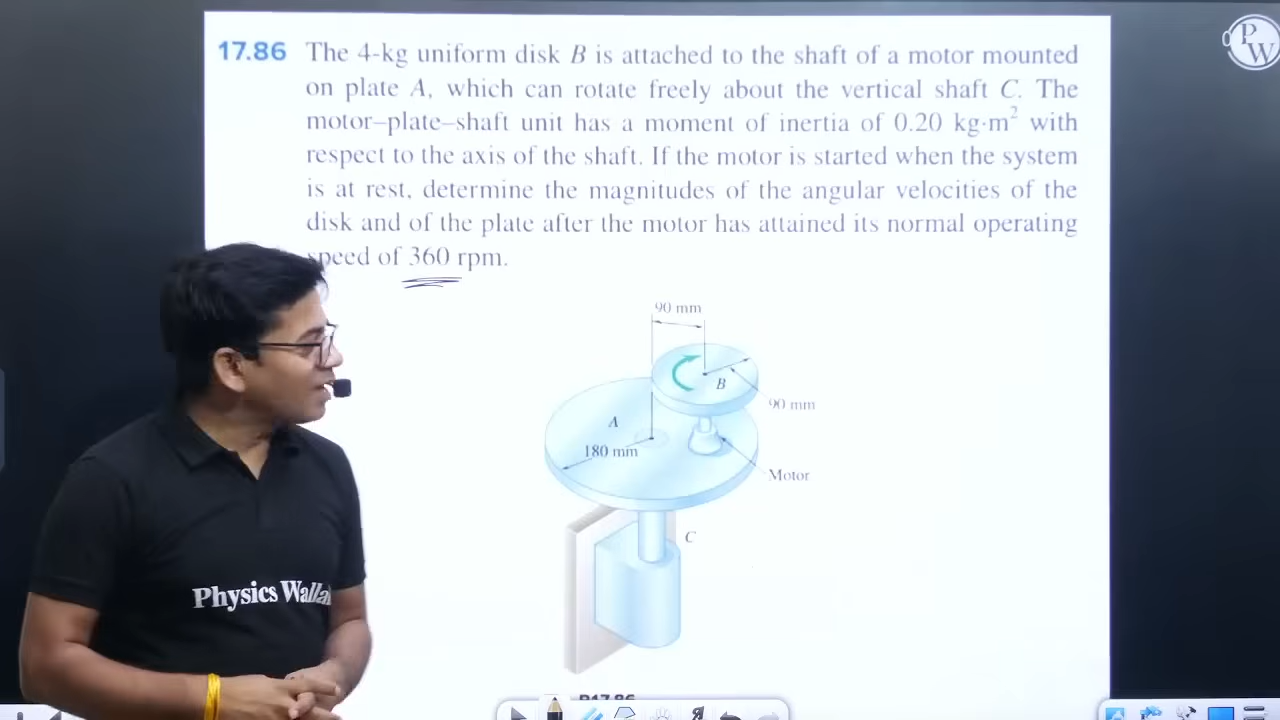 17.86 The 4-kg uniform disk B is attached to the shaft of a motor mounted
on plate A, which can rotate freely about the vertical shaft C. The
motor–plate–shaft unit has a moment of inertia of 0.20 kg·m² with
respect to the axis of the shaft. If the motor is started when the system
is at rest, determine the magnitudes of the angular velocities of the
disk and of the plate after the motor has attained its normal operating
speed of 360 rpm.
PW
90 mm
B
90 mm
A
180 mm
Motor
C
Physics Walla
P17.86